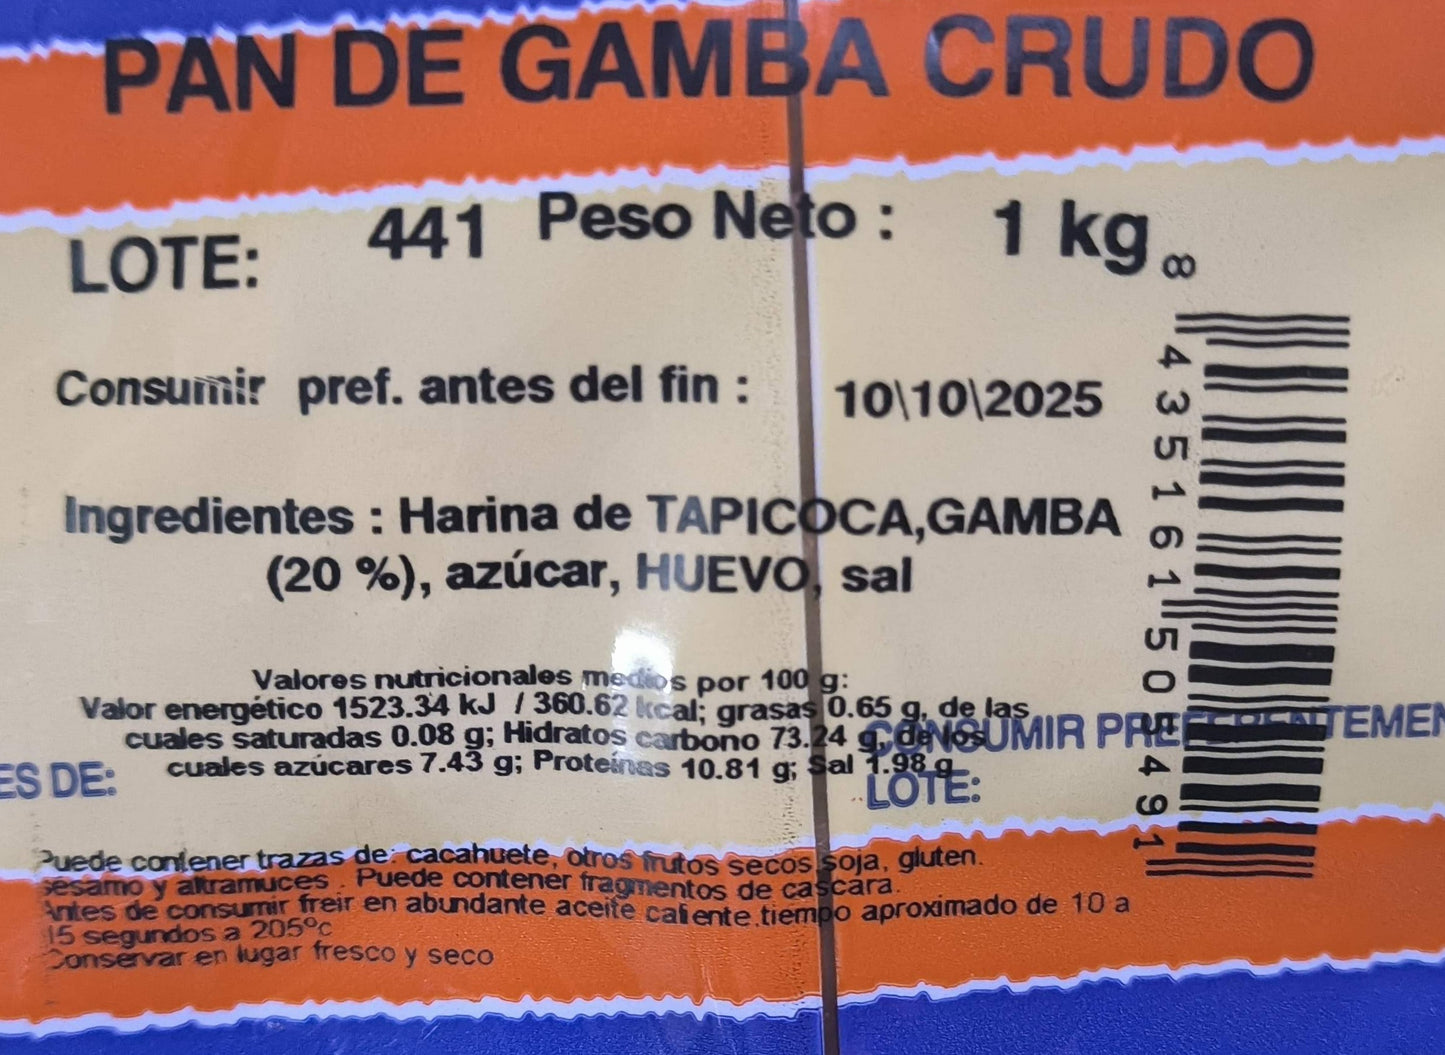 PAN DE GAMBA CRUDO
LOTE: 441 Peso Neto : 1 kg
Consumir pref. antes del fin : 10\10\2025
Ingredientes : Harina de TAPICOCA,GAMBA
(20 %), azúcar, HUEVO, sal
Valores nutricionales medios por 100 g:
Valor energético 1523.34 kJ / 360.62 kcal; grasas 0.65 g, de las
cuales saturadas 0.08 g; Hidratos carbono 73.24 g, de los
cuales azúcares 7.43 g; Proteínas 10.81 g; Sal 1.98 g
CONSUMIR PREFERENTEMEN
ES DE:
LOTE:
Puede contener trazas de: cacahuete, otros frutos secos soja, gluten.
sesamo y altramuces . Puede contener fragmentos de cascara.
Antes de consumir freir en abundante aceite caliente.tiempo aproximado de 10 a
15 segundos a 205ºc
Conservar en lugar fresco y seco
8 435161 505491